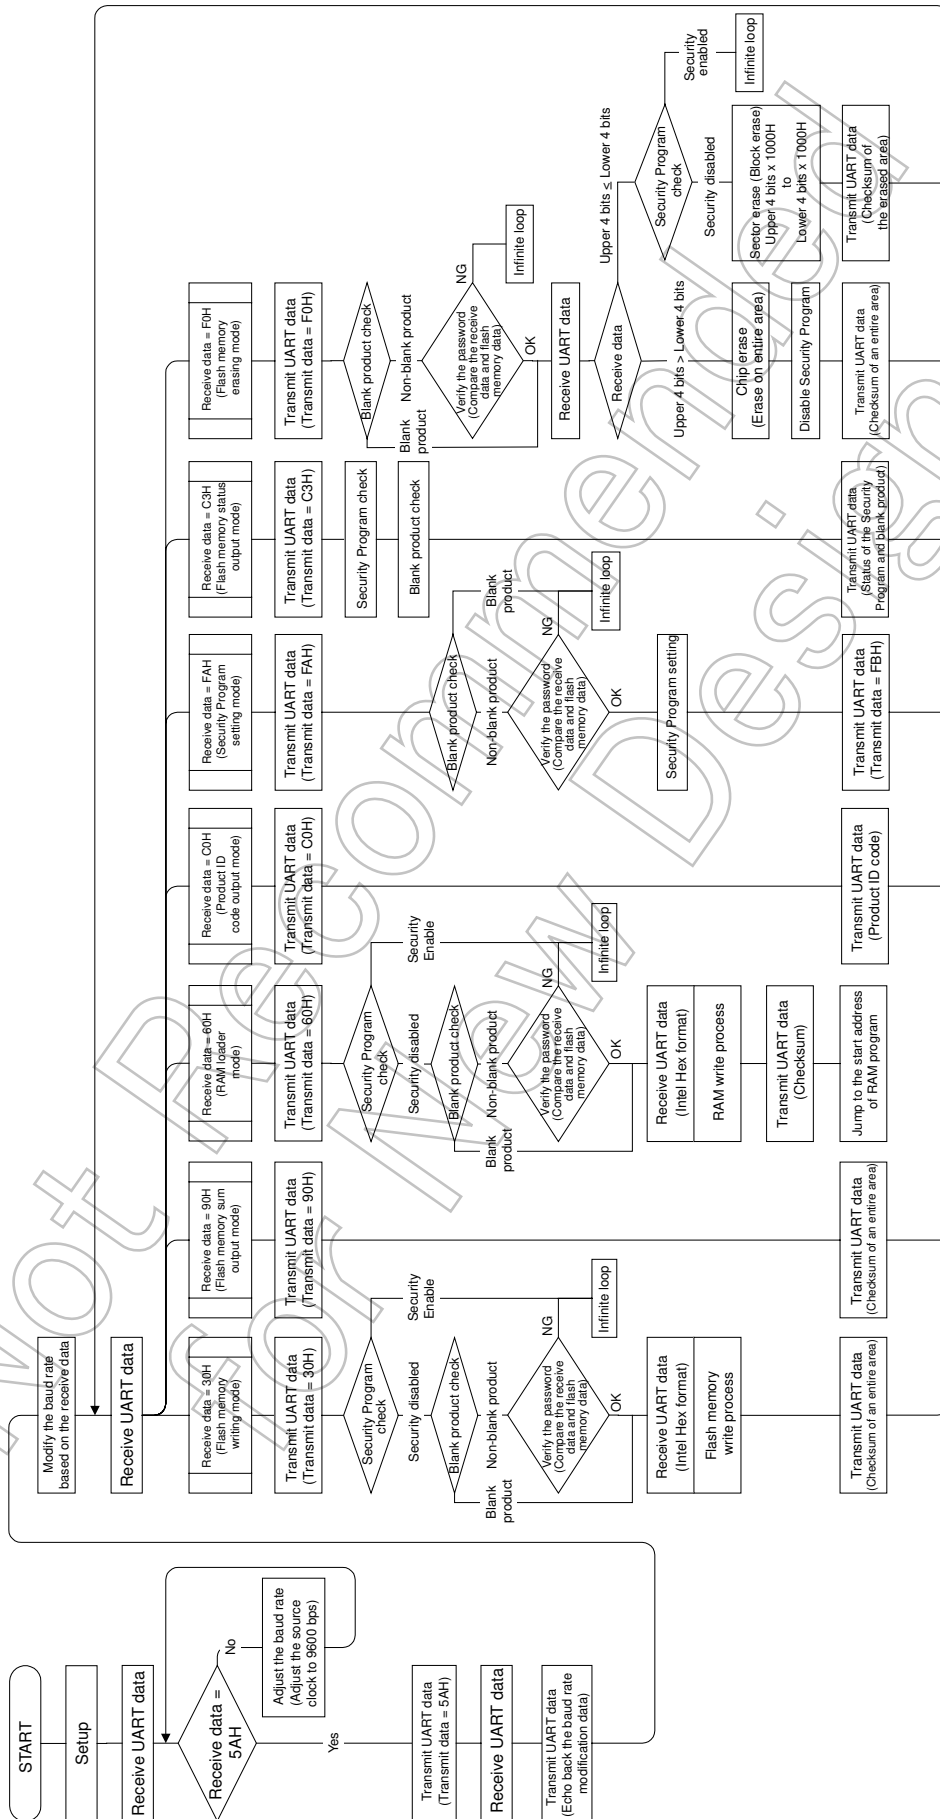 START
Setup
Receive UART data
Receive data =
5AH
No
Adjust the baud rate
(Adjust the source
clock to 9600 bps)
Yes
Transmit UART data
(Transmit data = 5AH)
Receive UART data
Transmit UART data
(Echo back the baud rate
modification data)
Modify the baud rate
based on the receive data
Receive UART data
Receive data = 30H
(Flash memory
writing mode)
Transmit UART data
(Transmit data = 30H)
Security Program
check
Security
Enable
Security disabled
Blank product check
Blank
product
Non-blank product
Verify the password
(Compare the receive
data and flash
memory data)
NG
Infinite loop
OK
Receive UART data
(Intel Hex format)
Flash memory
write process
Transmit UART data
(Checksum of an entire area)
Receive data = 90H
(Flash memory sum
output mode)
Transmit UART data
(Transmit data = 90H)
Transmit UART data
(Checksum of an entire area)
Receive data = 60H
(RAM loader
mode)
Transmit UART data
(Transmit data = 60H)
Security Program
check
Security
Enable
Security disabled
Blank product check
Blank
product
Non-blank product
Verify the password
(Compare the receive
data and flash
memory data)
NG
Infinite loop
OK
Receive UART data
(Intel Hex format)
RAM write process
Transmit UART data
(Checksum)
Jump to the start address
of RAM program
Receive data = C0H
(Product ID
code output mode)
Transmit UART data
(Transmit data = C0H)
Transmit UART data
(Product ID code)
Receive data = FAH
(Security Program
setting mode)
Transmit UART data
(Transmit data = FAH)
Blank product check
Blank
product
Non-blank product
Verify the password
(Compare the receive
data and flash
memory data)
NG
Infinite loop
OK
Security Program setting
Transmit UART data
(Transmit data = FBH)
Receive data = C3H
(Flash memory status
output mode)
Transmit UART data
(Transmit data = C3H)
Security Program check
Blank product check
Transmit UART data
(Status of the Security
Program and blank product)
Receive data = F0H
(Flash memory
erasing mode)
Transmit UART data
(Transmit data = F0H)
Blank product check
Blank
product
Non-blank product
Verify the password
(Compare the receive
data and flash
memory data)
NG
Infinite loop
OK
Receive UART data
Receive data
Upper 4 bits > Lower 4 bits
Chip erase
(Erase on entire area)
Disable Security Program
Transmit UART data
(Checksum of an entire area)
Upper 4 bits ≤ Lower 4 bits
Security Program
check
Security
enabled
Infinite loop
Security disabled
Sector erase (Block erase)
Upper 4 bits x 1000H
to
Lower 4 bits x 1000H
Transmit UART data
(Checksum of
the erased area)
Not Recommended
for New Design